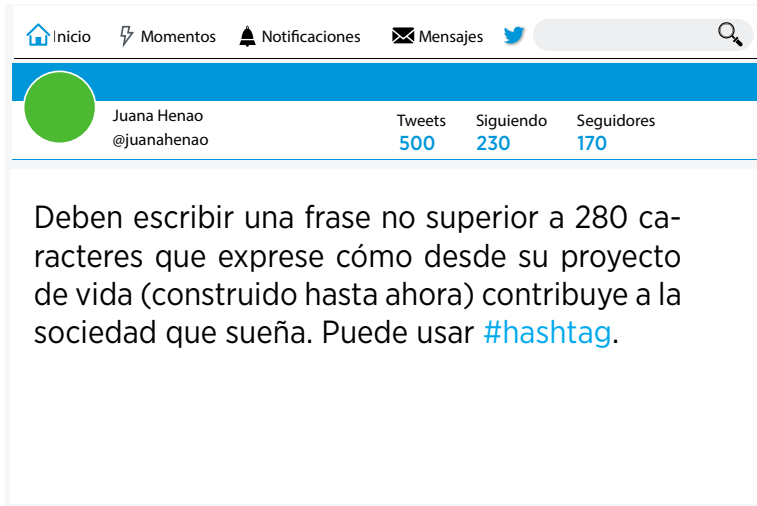 Inicio Momentos Notificaciones Mensajes
Juana Henao
@juanahenao
Tweets Siguiendo Seguidores
500 230 170
Deben escribir una frase no superior a 280 ca-
racteres que exprese cómo desde su proyecto
de vida (construido hasta ahora) contribuye a la
sociedad que sueña. Puede usar #hashtag.